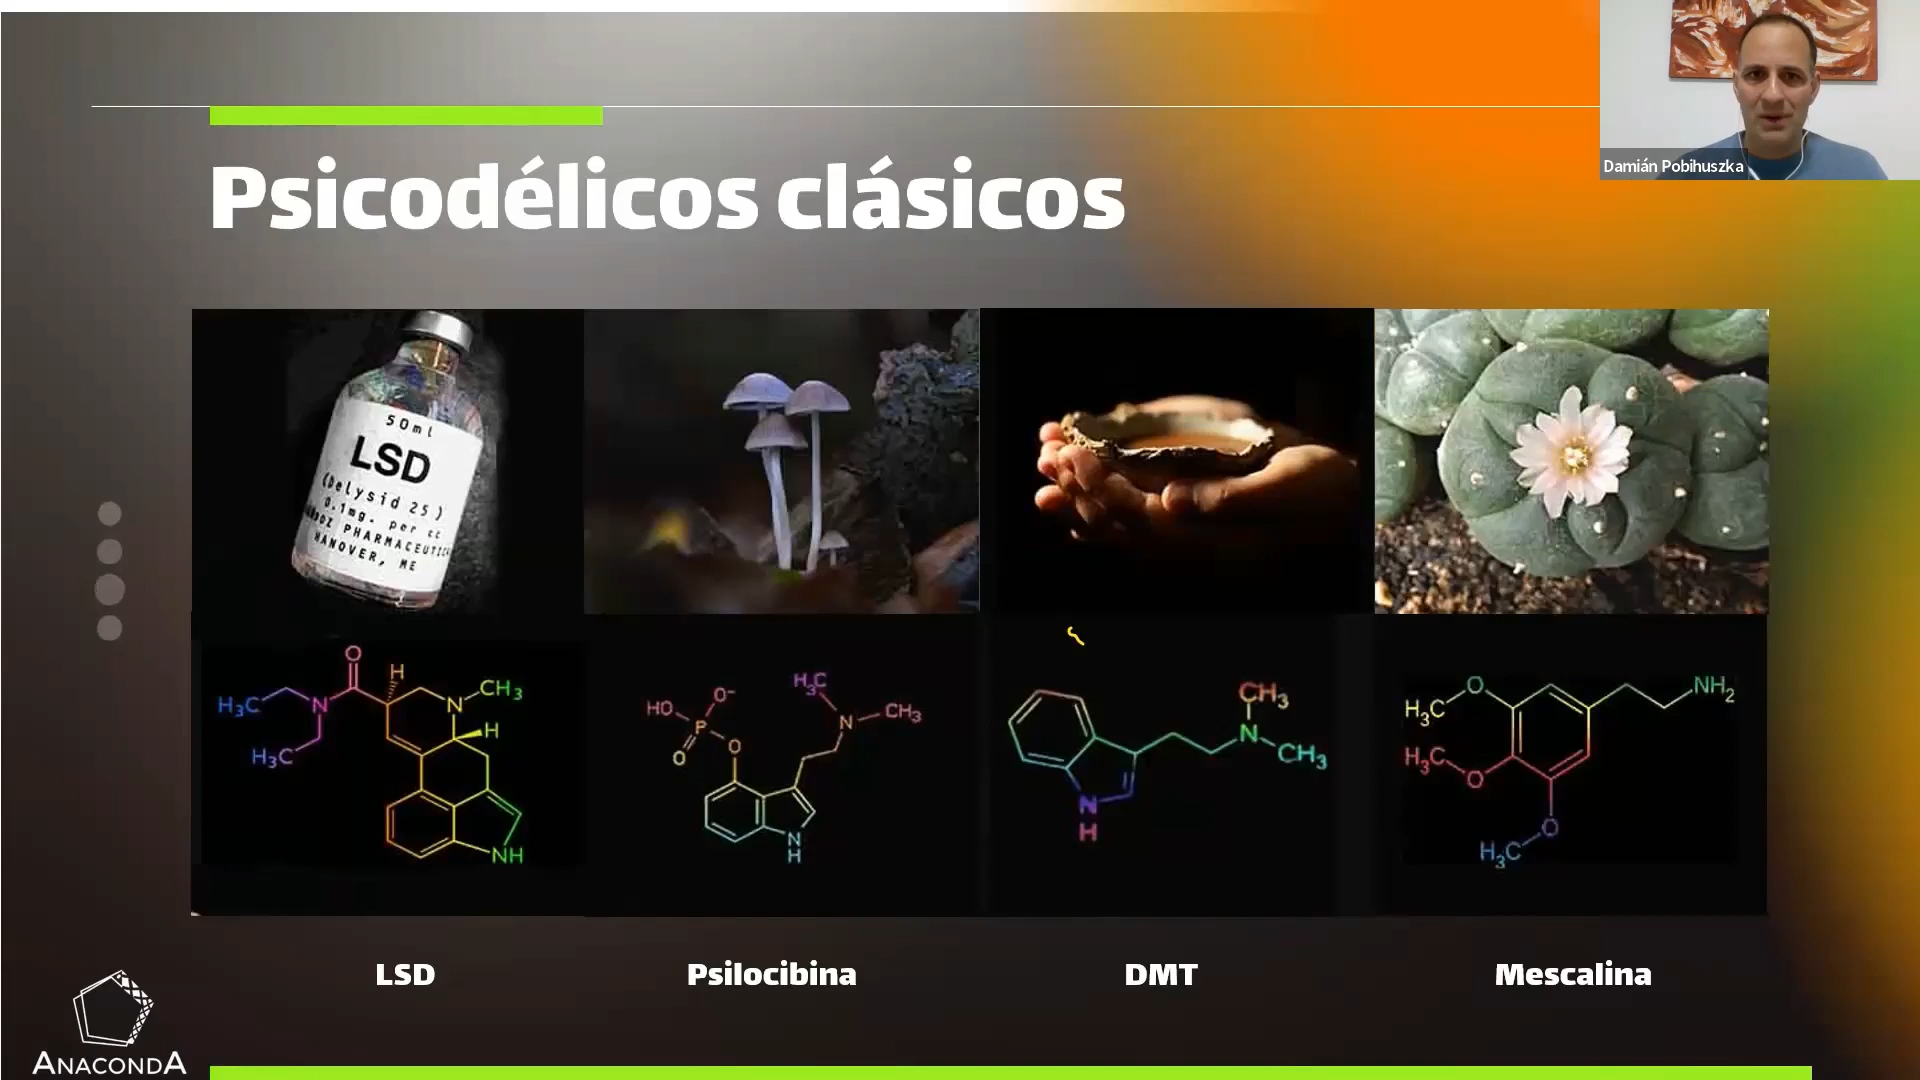 Damián Pobihuszka
Psicodélicos clásicos
50ml
LSD
(Delysid 25)
0.1mg. per cc
PHARMACEUTIC
HANOVER, ME
O
H
H₃C
N
N
CH₃
H
H₃C
NH
HO
O⁻
P
O
O
H₃C
N
CH₃
N
H
CH₃
N
CH₃
N
H
O
NH₂
H₃C
H₃C
O
O
H₃C
LSD
Psilocibina
DMT
Mescalina
ANACONDA